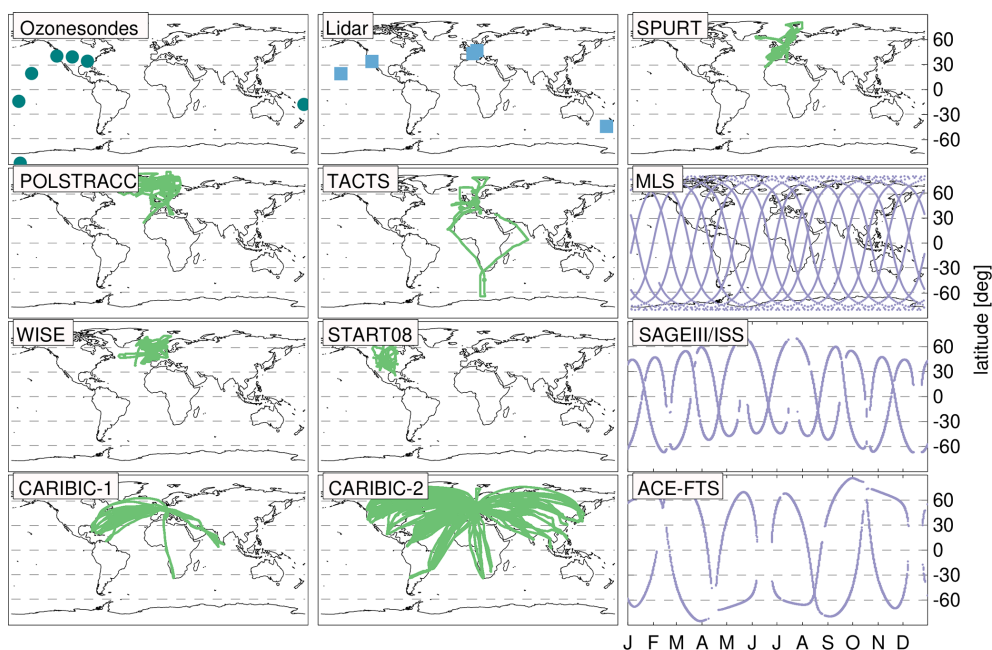 Ozonesondes
Lidar
SPURT
60
30
0
-30
-60
POLSTRACC
TACTS
MLS
60
30
0
-30
-60
WISE
START08
SAGEIII/ISS
60
30
0
-30
-60
CARIBIC-1
CARIBIC-2
ACE-FTS
60
30
0
-30
-60
J F M A M J J A S O N D
latitude [deg]